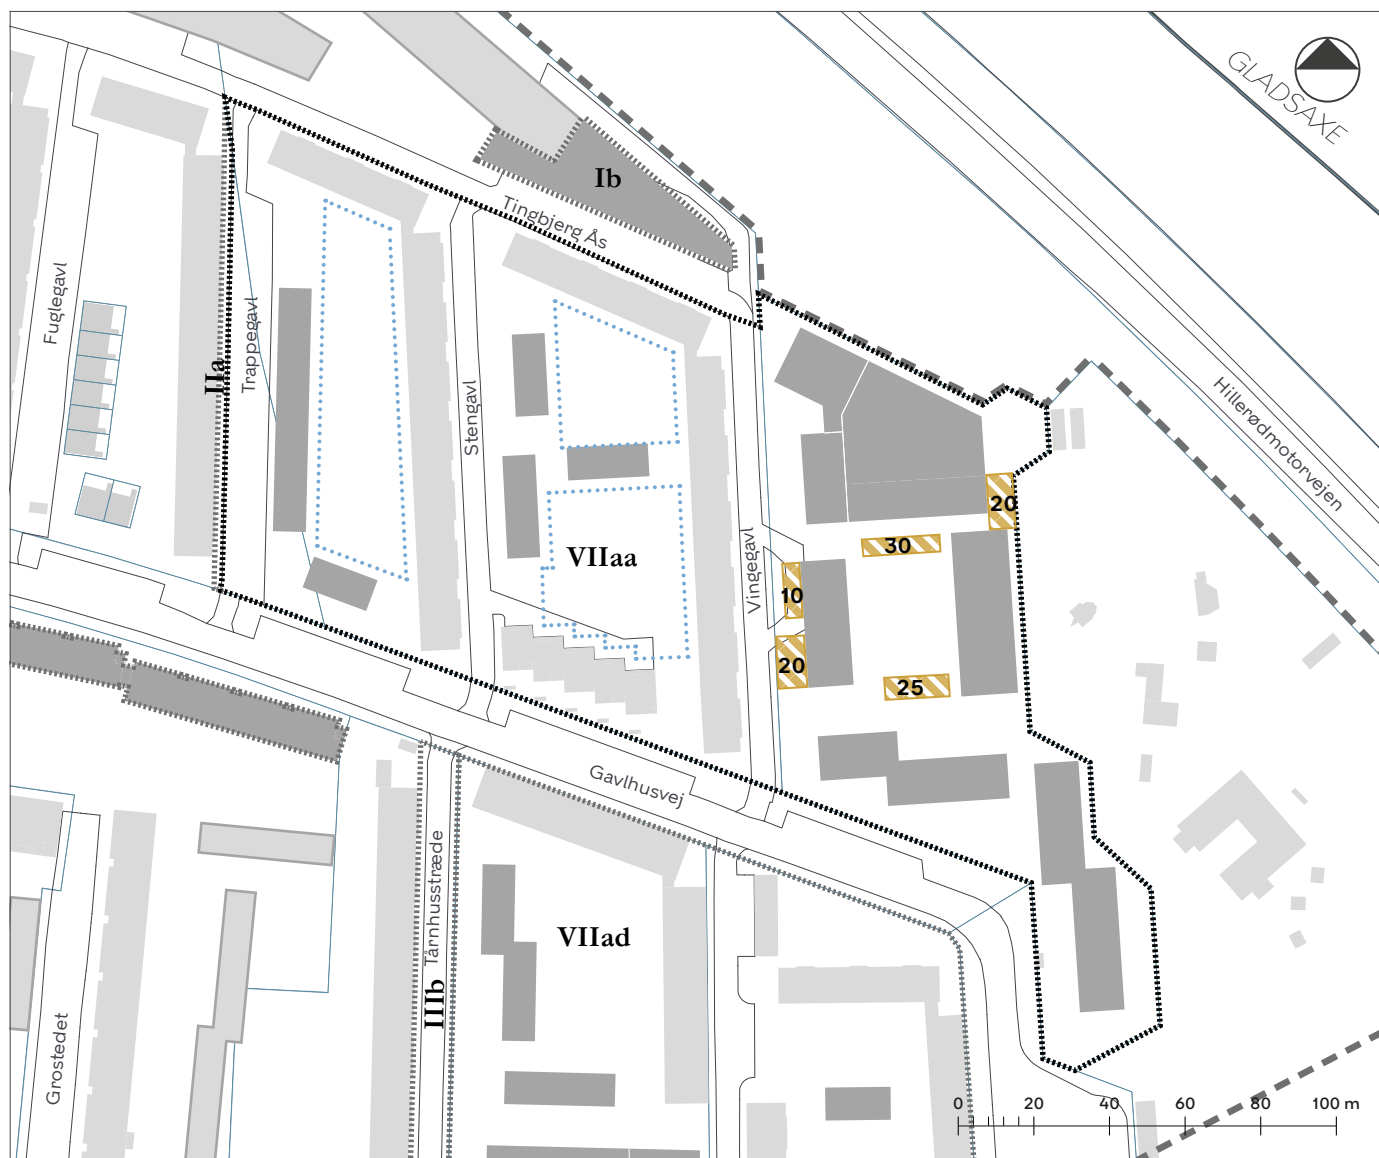 GLADSAXE
Ib
Tingbjerg Ås
Fuglegavl
IIa
Trappegavl
Stengavl
Hillerødmotorvejen
20
30
VIIaa
Vingegavl
10
20
25
Gavlhusvej
Tårnhusstræde
VIIad
IIIb
Grostedet
0 20 40 60 80 100 m